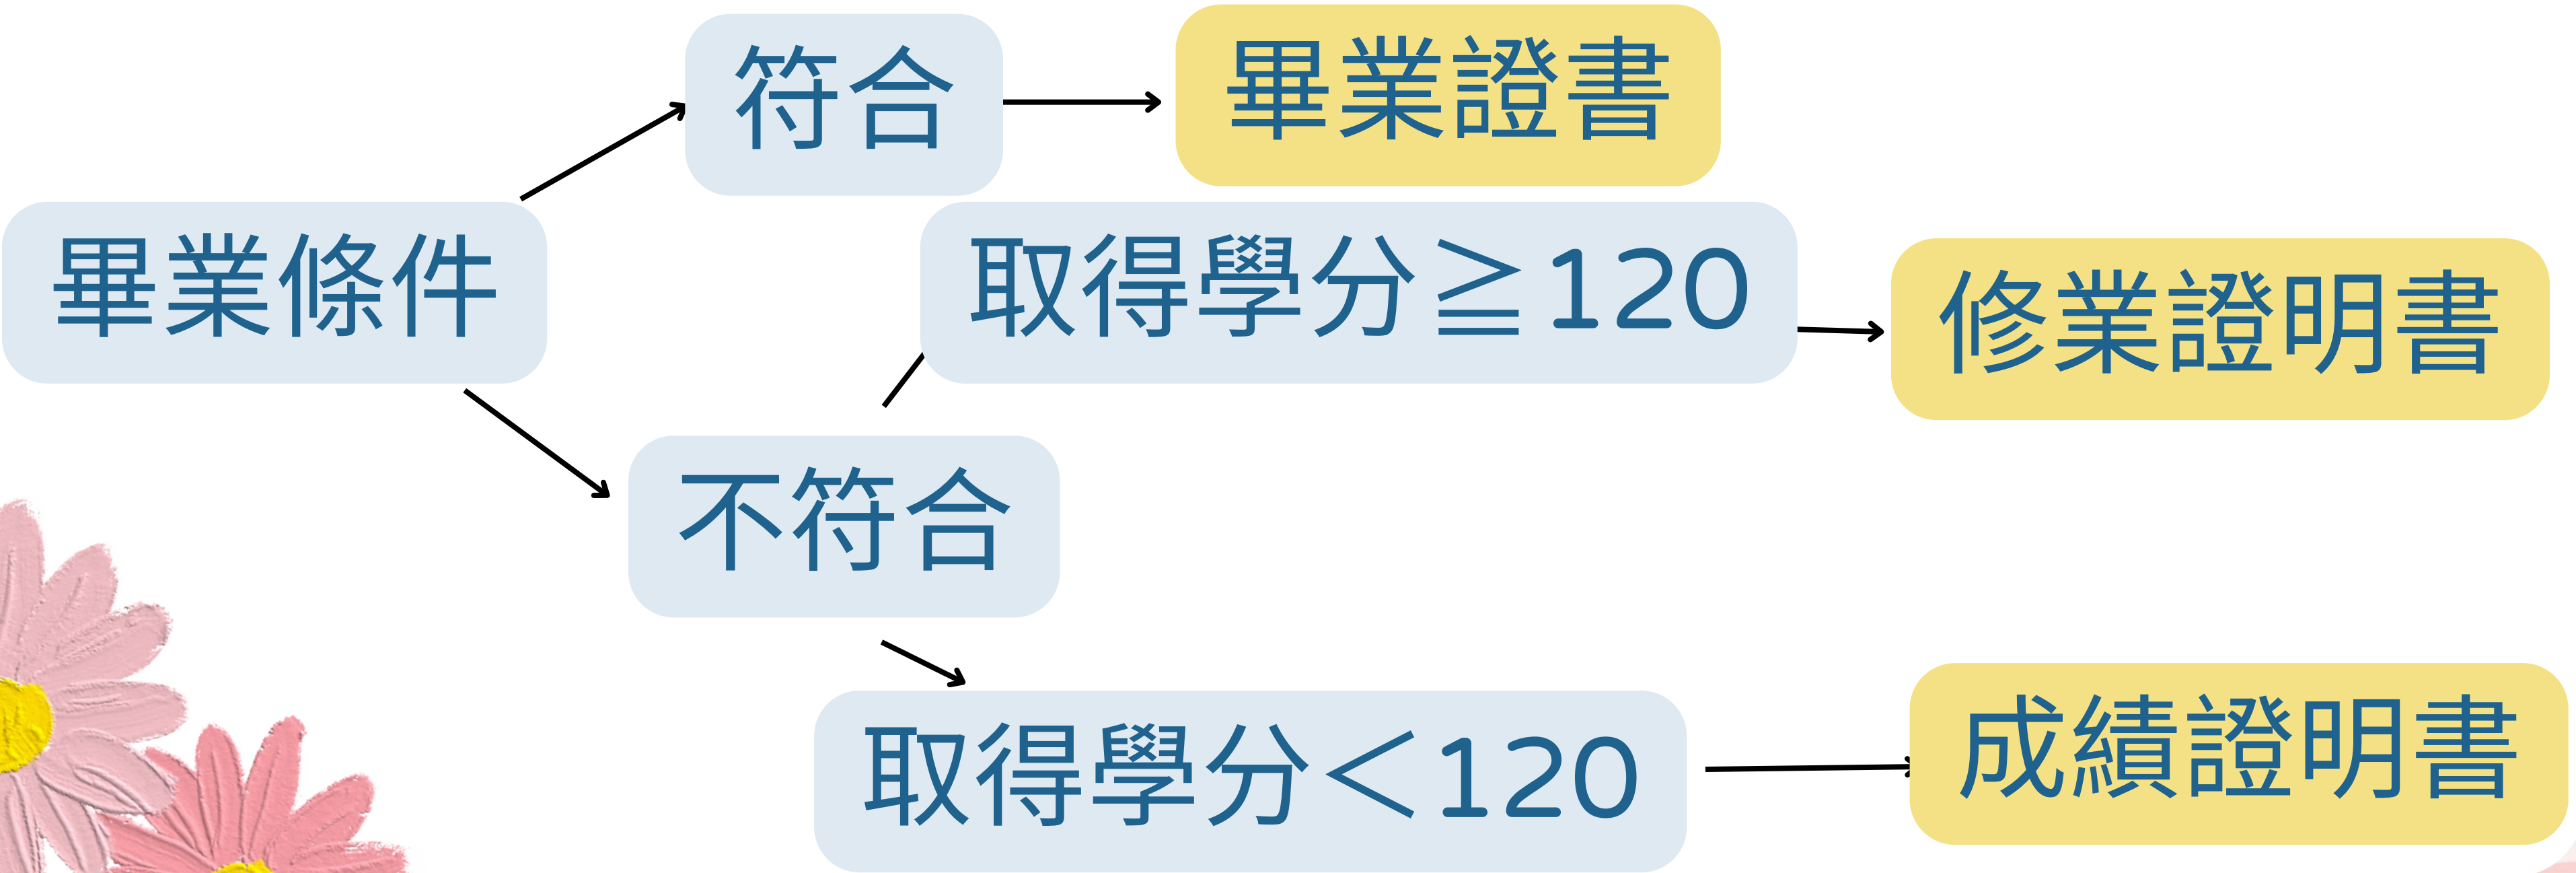 畢業條件
符合
畢業證書
不符合
取得學分≧120
修業證明書
取得學分＜120
成績證明書